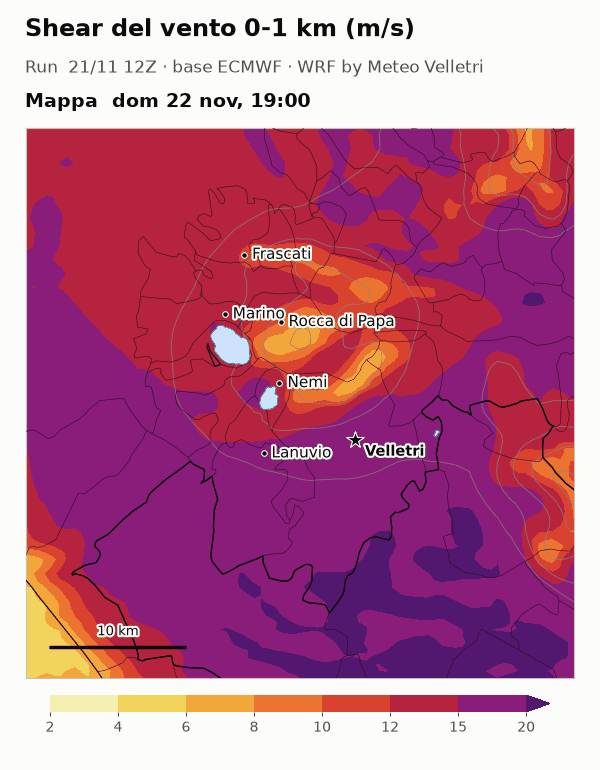 Shear del vento 0-1 km (m/s)
Run  21/11 12Z · base ECMWF · WRF by Meteo Velletri
Mappa  dom 22 nov, 19:00
Frascati
Marino
Rocca di Papa
Nemi
Velletri
Lanuvio
10 km
2 4 6 8 10 12 15 20